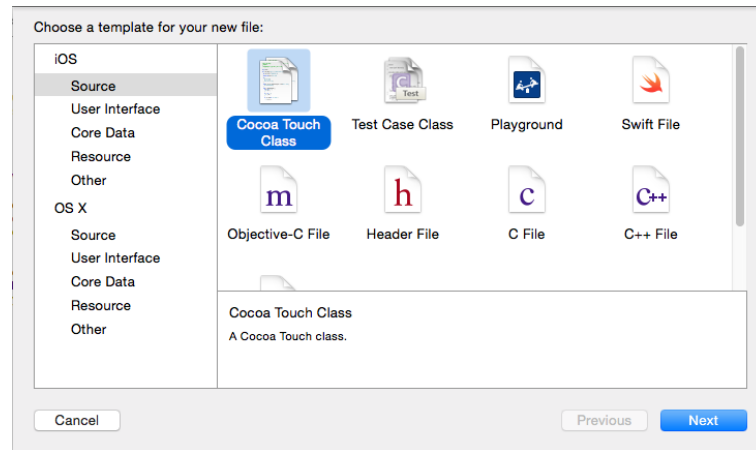 Choose a template for your new file:
iOS
Source
User Interface
Core Data
Resource
Other
OS X
Source
User Interface
Core Data
Resource
Other
Cocoa Touch
Class
Test
Test Case Class
Playground
Swift File
m
h
c
C++
Objective-C File
Header File
C File
C++ File
Cocoa Touch Class
A Cocoa Touch class.
Cancel
Previous
Next